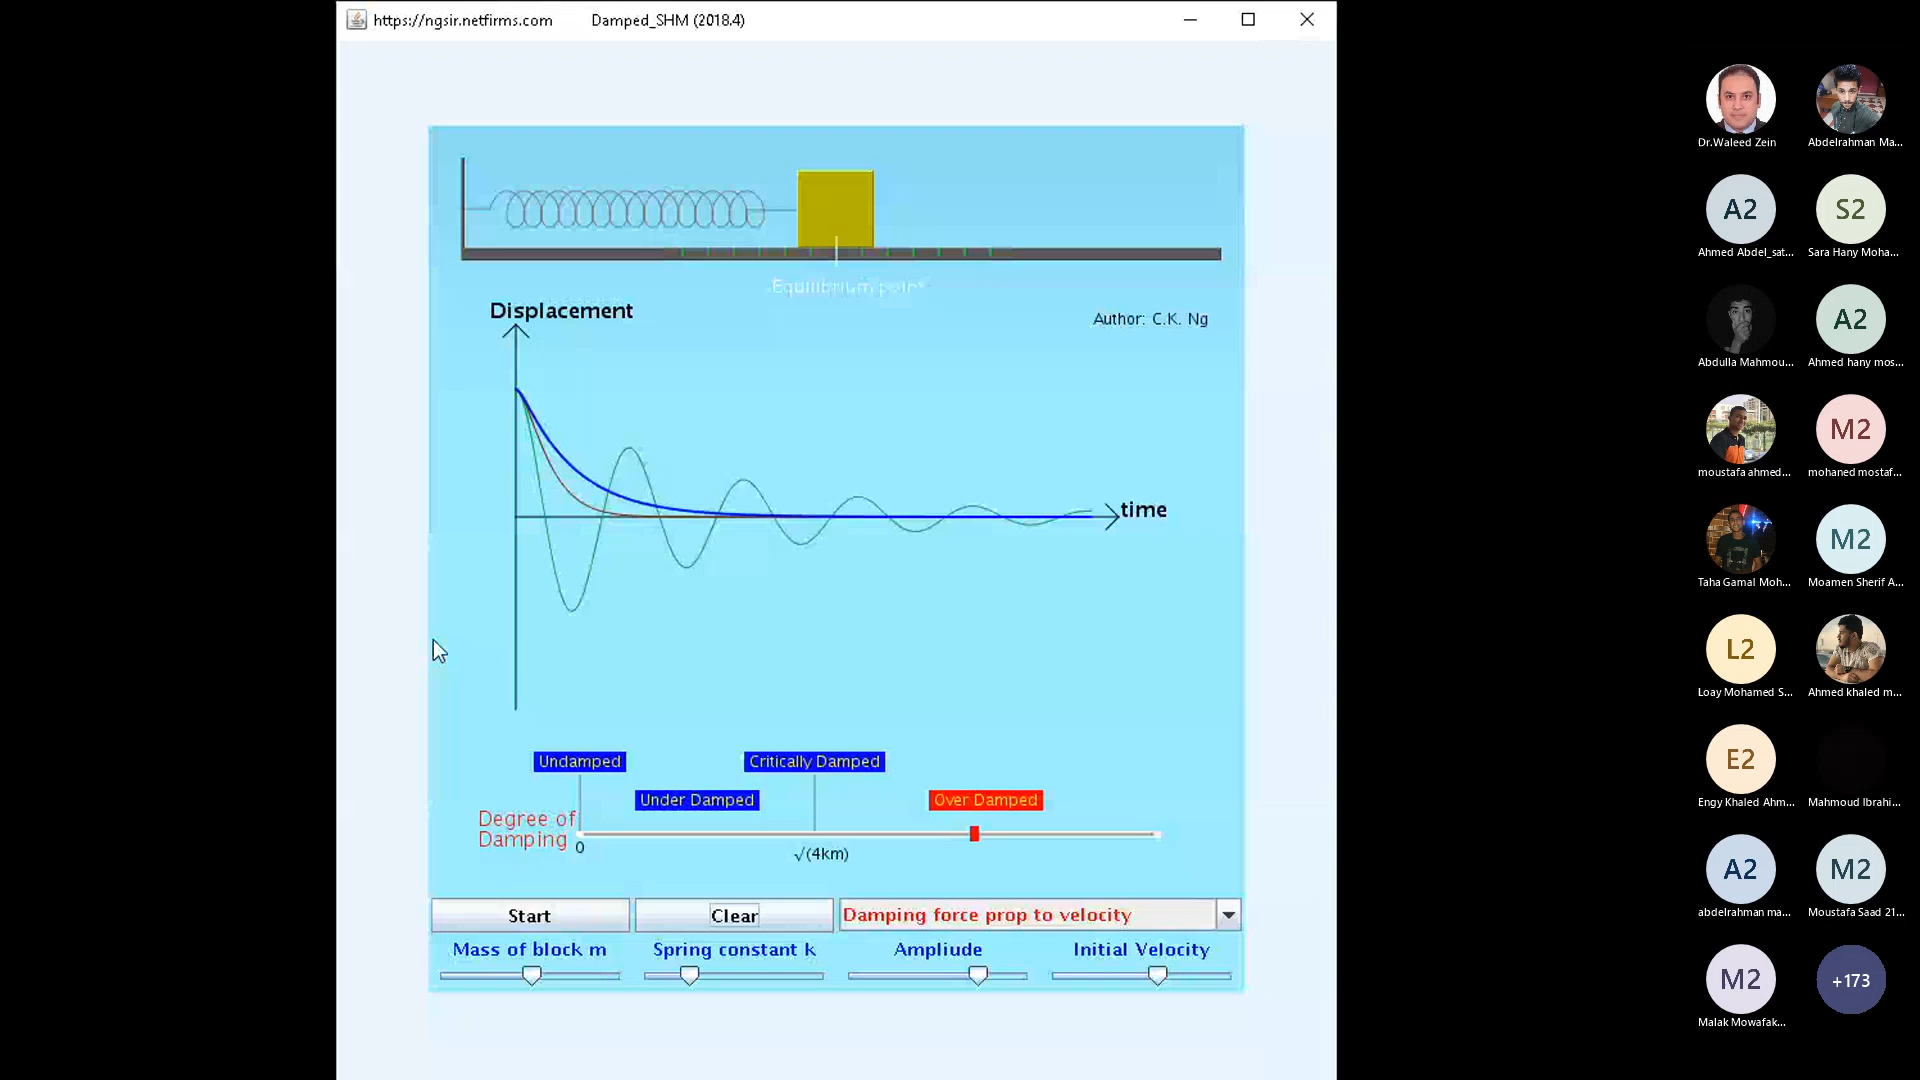 https://ngsir.netfirms.com Damped_SHM (2018.4)
Equilibrium point
Displacement
Author: C.K. Ng
time
Undamped
Critically Damped
Under Damped
Over Damped
Degree of
Damping
0
√(4km)
Start
Clear
Damping force prop to velocity
Mass of block m
Spring constant k
Ampliude
Initial Velocity
Dr.Waleed Zein
Abdelrahman Ma...
A2
S2
Ahmed Abdel_sat...
Sara Hany Moha...
A2
Abdulla Mahmou...
Ahmed hany mos...
M2
moustafa ahmed...
mohaned mostaf...
M2
Taha Gamal Moh...
Moamen Sherif A...
L2
Loay Mohamed S...
Ahmed khaled m...
E2
Engy Khaled Ahm...
Mahmoud Ibrahi...
A2
M2
abdelrahman ma...
Moustafa Saad 21...
M2
+173
Malak Mowafak...